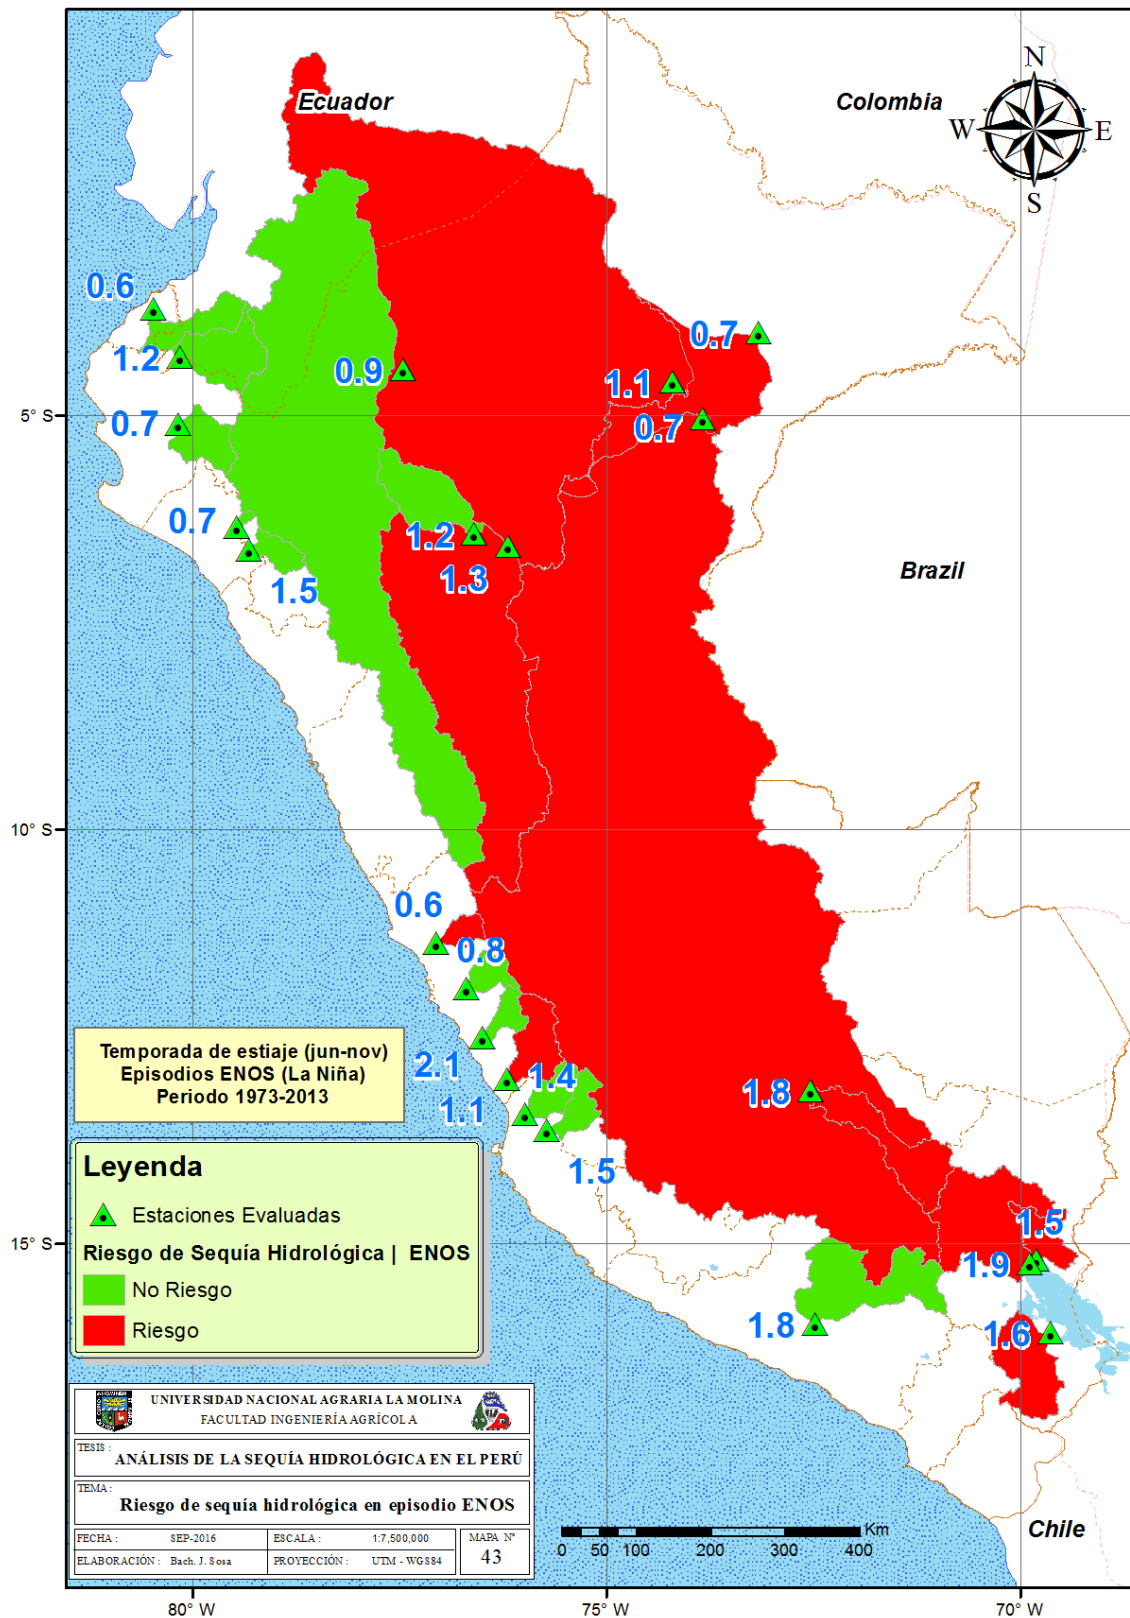 Ecuador
Colombia
N
W
E
S
0.6
1.2
0.9
0.7
1.1
0.7
5° S
0.7
0.7
1.2
1.3
1.5
Brazil
10° S
0.6
0.8
Temporada de estiaje (jun-nov)
Episodios ENOS (La Niña)
Periodo 1973-2013
2.1
1.4
1.1
1.8
1.5
Leyenda
Estaciones Evaluadas
Riesgo de Sequía Hidrológica | ENOS
No Riesgo
Riesgo
1.5
15° S
1.9
1.8
1.6
UNIVERSIDAD NACIONAL AGRARIA LA MOLINA
FACULTAD INGENIERÍA AGRÍCOLA
TESIS :
ANÁLISIS DE LA SEQUÍA HIDROLÓGICA EN EL PERÚ
TEMA :
Riesgo de sequía hidrológica en episodio ENOS
FECHA : SEP-2016 ESCALA : 1:7,500,000 MAPA N°
ELABORACIÓN : Bach. J. Sosa PROYECCIÓN : UTM - WGS84 43
Km
0 50 100 200 300 400
Chile
80° W
75° W
70° W